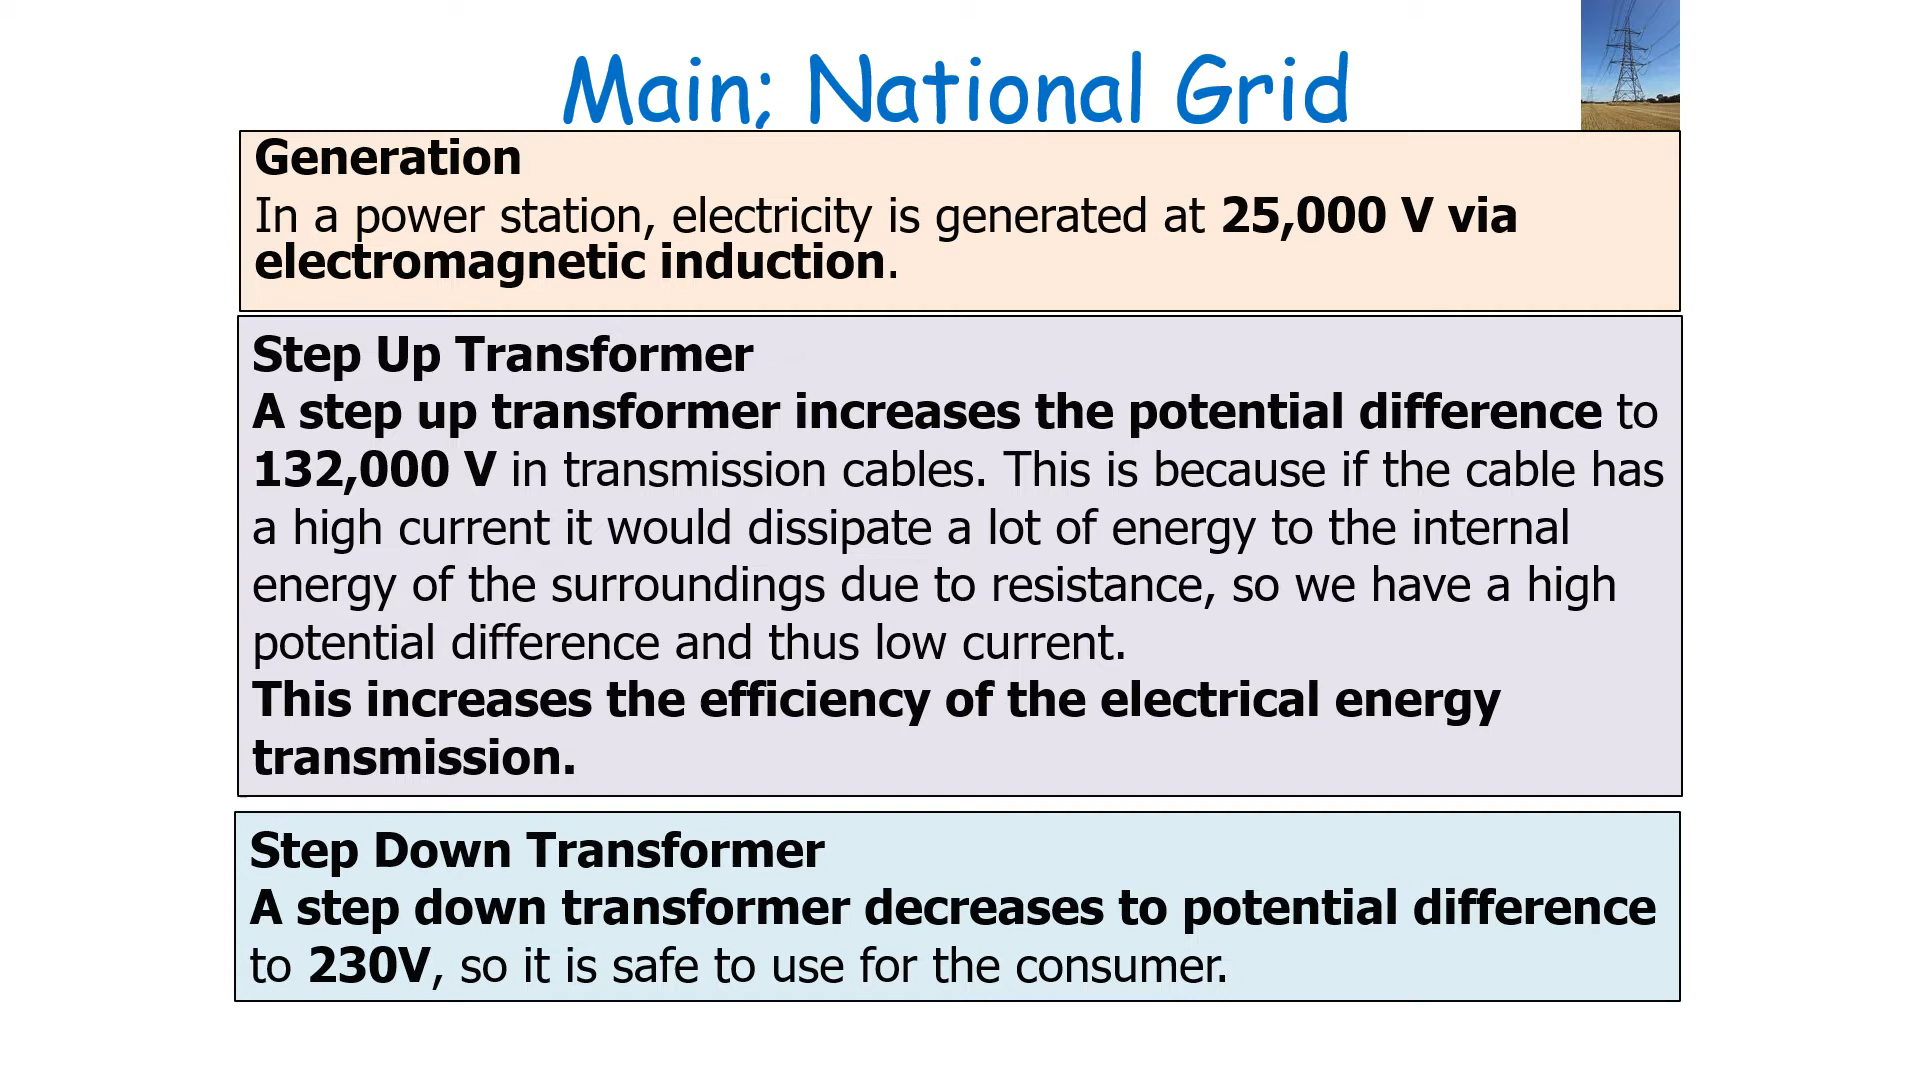 Main; National Grid
Generation
In a power station, electricity is generated at 25,000 V via
electromagnetic induction.
Step Up Transformer
A step up transformer increases the potential difference to
132,000 V in transmission cables. This is because if the cable has
a high current it would dissipate a lot of energy to the internal
energy of the surroundings due to resistance, so we have a high
potential difference and thus low current.
This increases the efficiency of the electrical energy
transmission.
Step Down Transformer
A step down transformer decreases to potential difference
to 230V, so it is safe to use for the consumer.